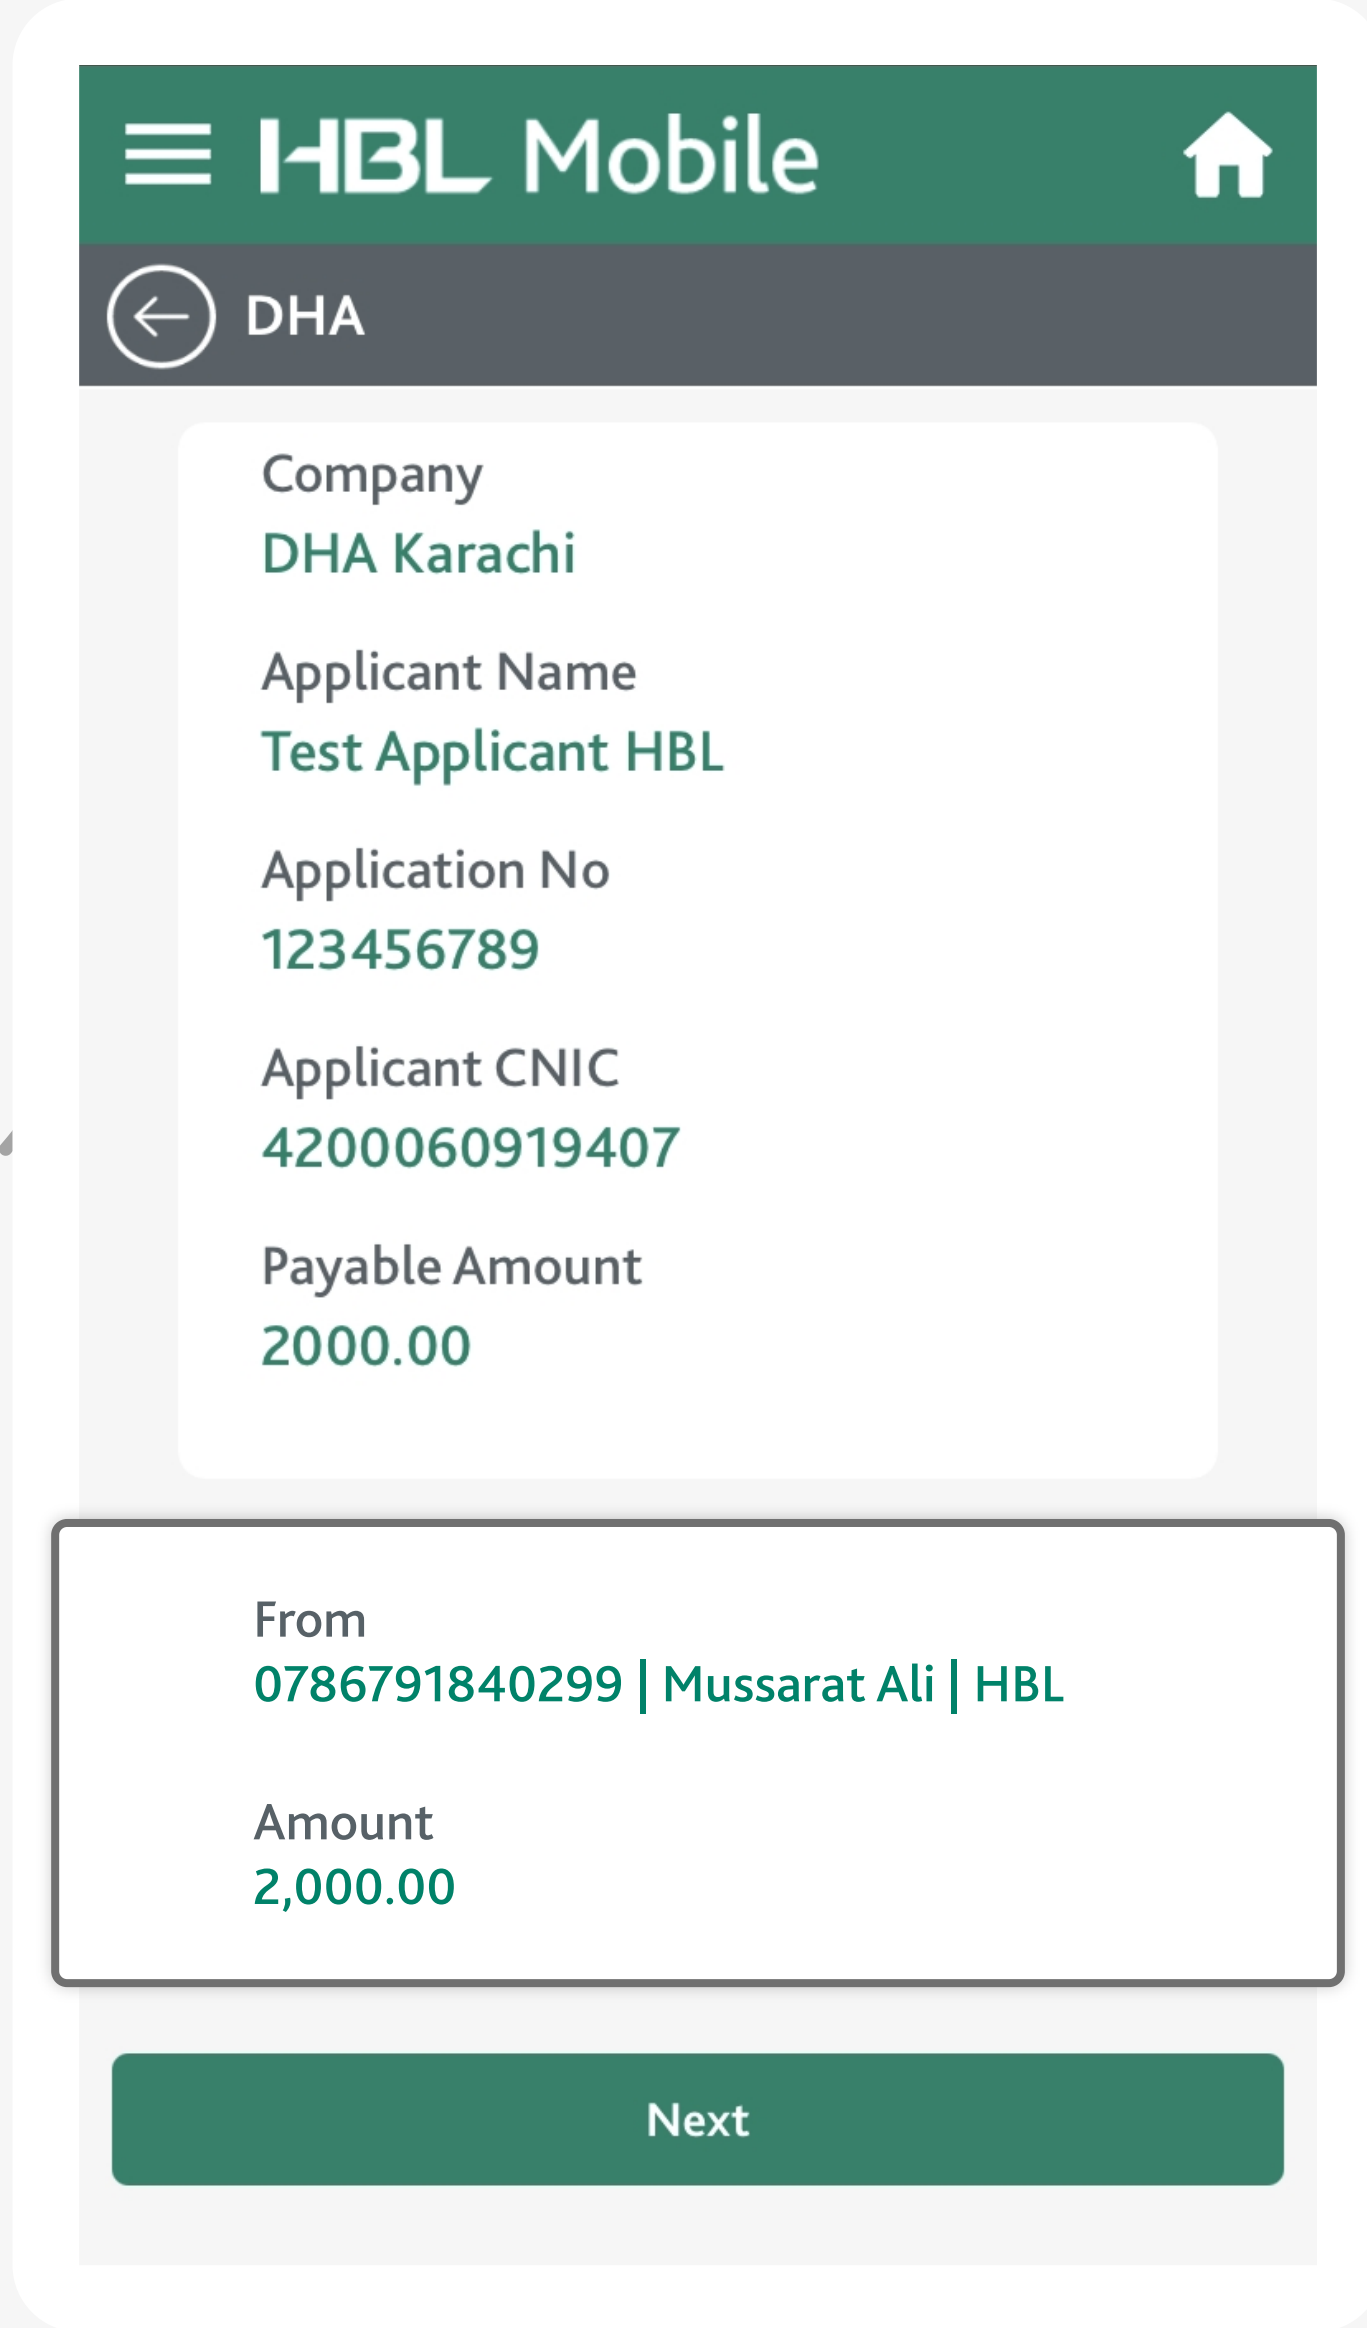 HBL Mobile
DHA
Company
DHA Karachi
Applicant Name
Test Applicant HBL
Application No
123456789
Applicant CNIC
4200060919407
Payable Amount
2000.00
From
0786791840299 | Mussarat Ali | HBL
Amount
2,000.00
Next